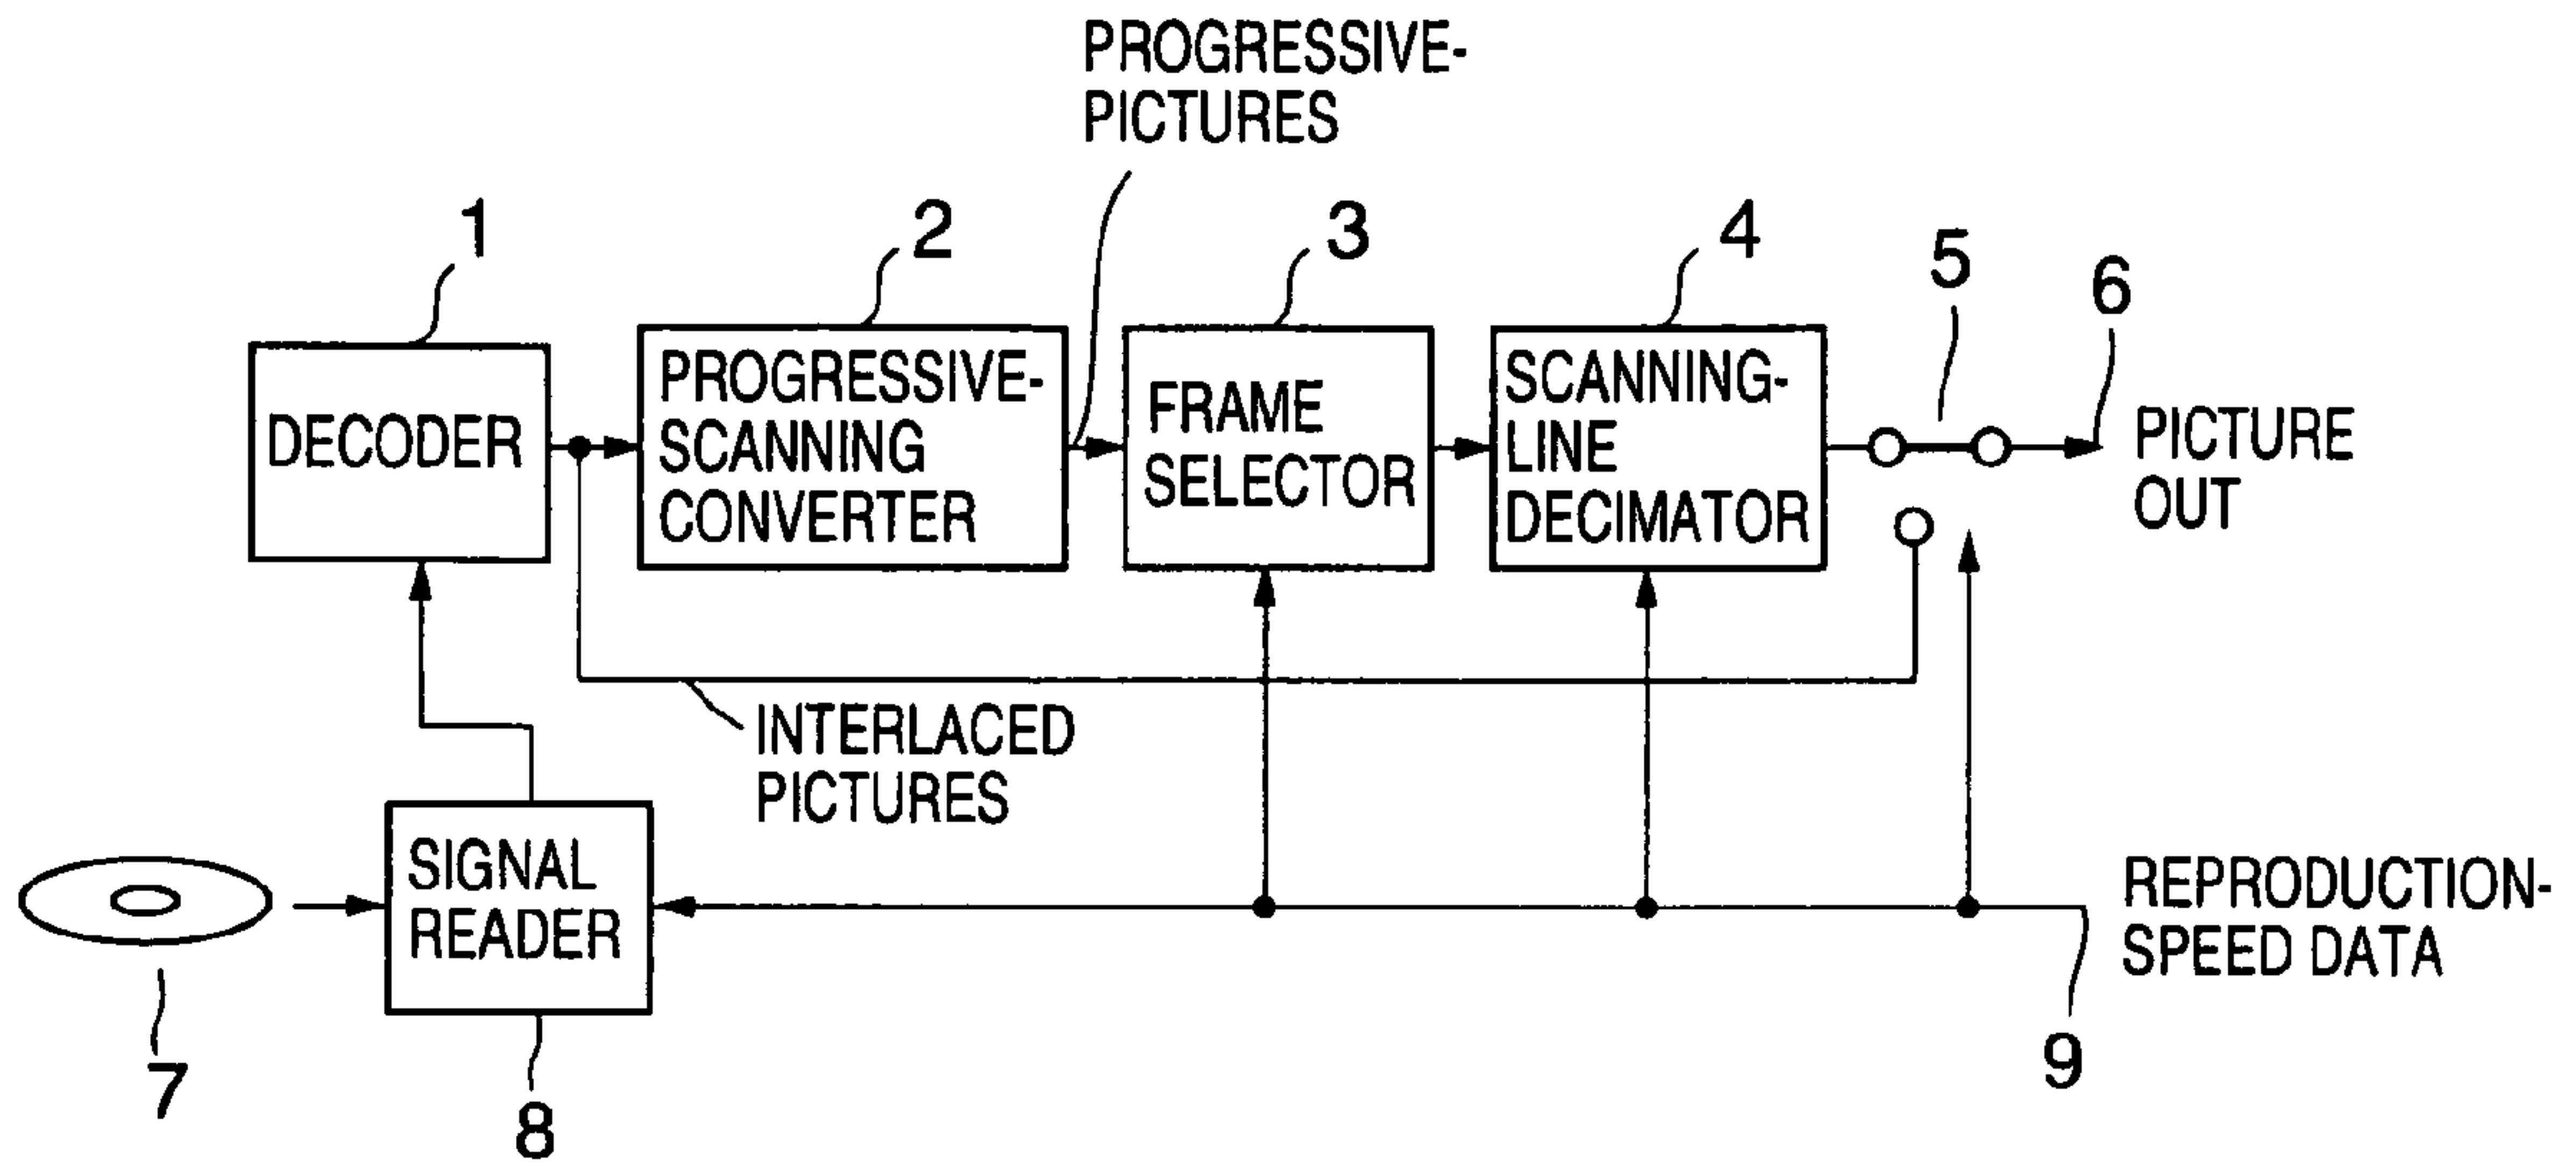 PROGRESSIVE-
PICTURES
1
2
3
4
5
6
DECODER
PROGRESSIVE-
SCANNING
CONVERTER
FRAME
SELECTOR
SCANNING-
LINE
DECIMATOR
PICTURE
OUT
INTERLACED
PICTURES
SIGNAL
READER
REPRODUCTION-
SPEED DATA
7
8
9